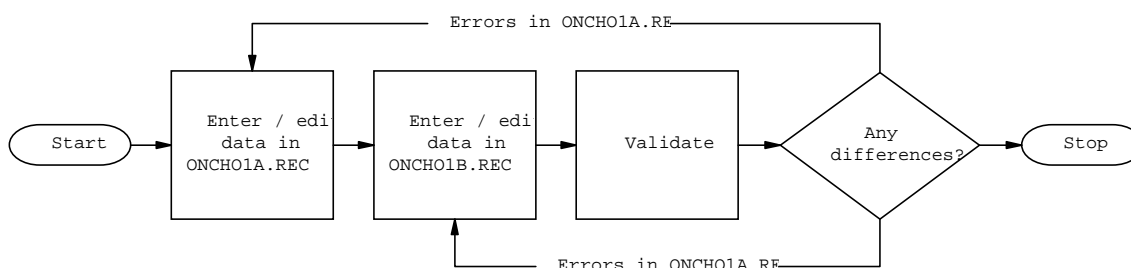 Errors in ONCHO1A.RE
Start
Enter / edi
data in
ONCHO1A.REC
Enter / edi
data in
ONCHO1B.REC
Validate
Any
differences?
Stop
Errors in ONCHO1A.RE